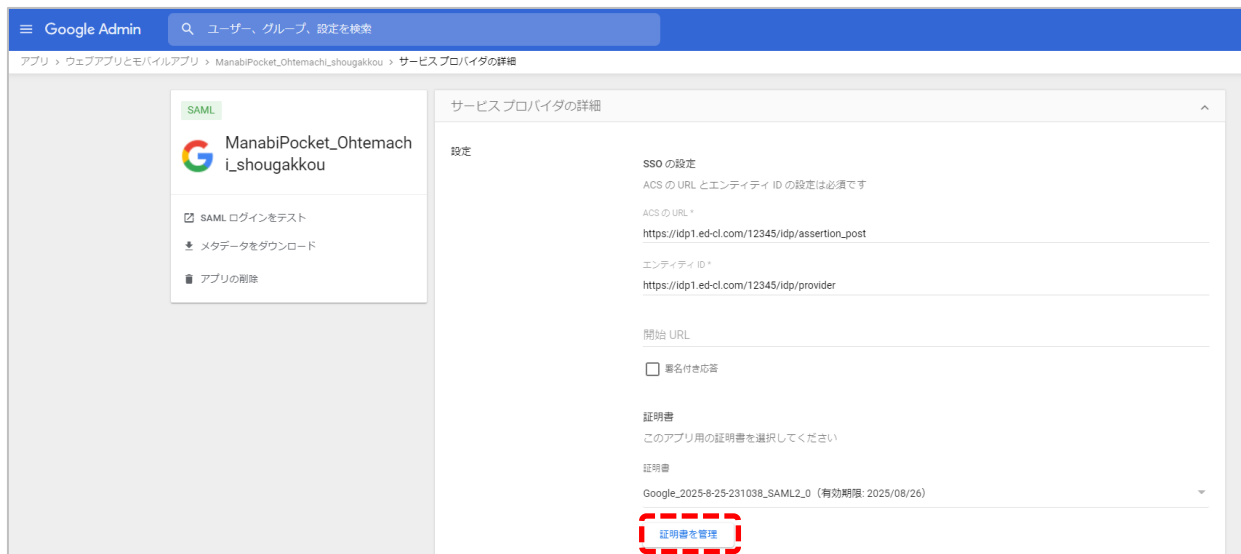 Google Admin
ユーザー、グループ、設定を検索
アプリ > ウェブアプリとモバイルアプリ > ManabiPocket_Ohtemachi_shougakkou > サービス プロバイダの詳細
SAML
ManabiPocket_Ohtemach
i_shougakkou
SAML ログインをテスト
メタデータをダウンロード
アプリの削除
サービス プロバイダの詳細
設定
SSO の設定
ACS の URL とエンティティ ID の設定は必須です
ACS の URL *
https://idp1.ed-cl.com/12345/idp/assertion_post
エンティティ ID *
https://idp1.ed-cl.com/12345/idp/provider
開始 URL
署名付き応答
証明書
このアプリ用の証明書を選択してください
証明書
Google_2025-8-25-231038_SAML2_0（有効期限: 2025/08/26）
証明書を管理